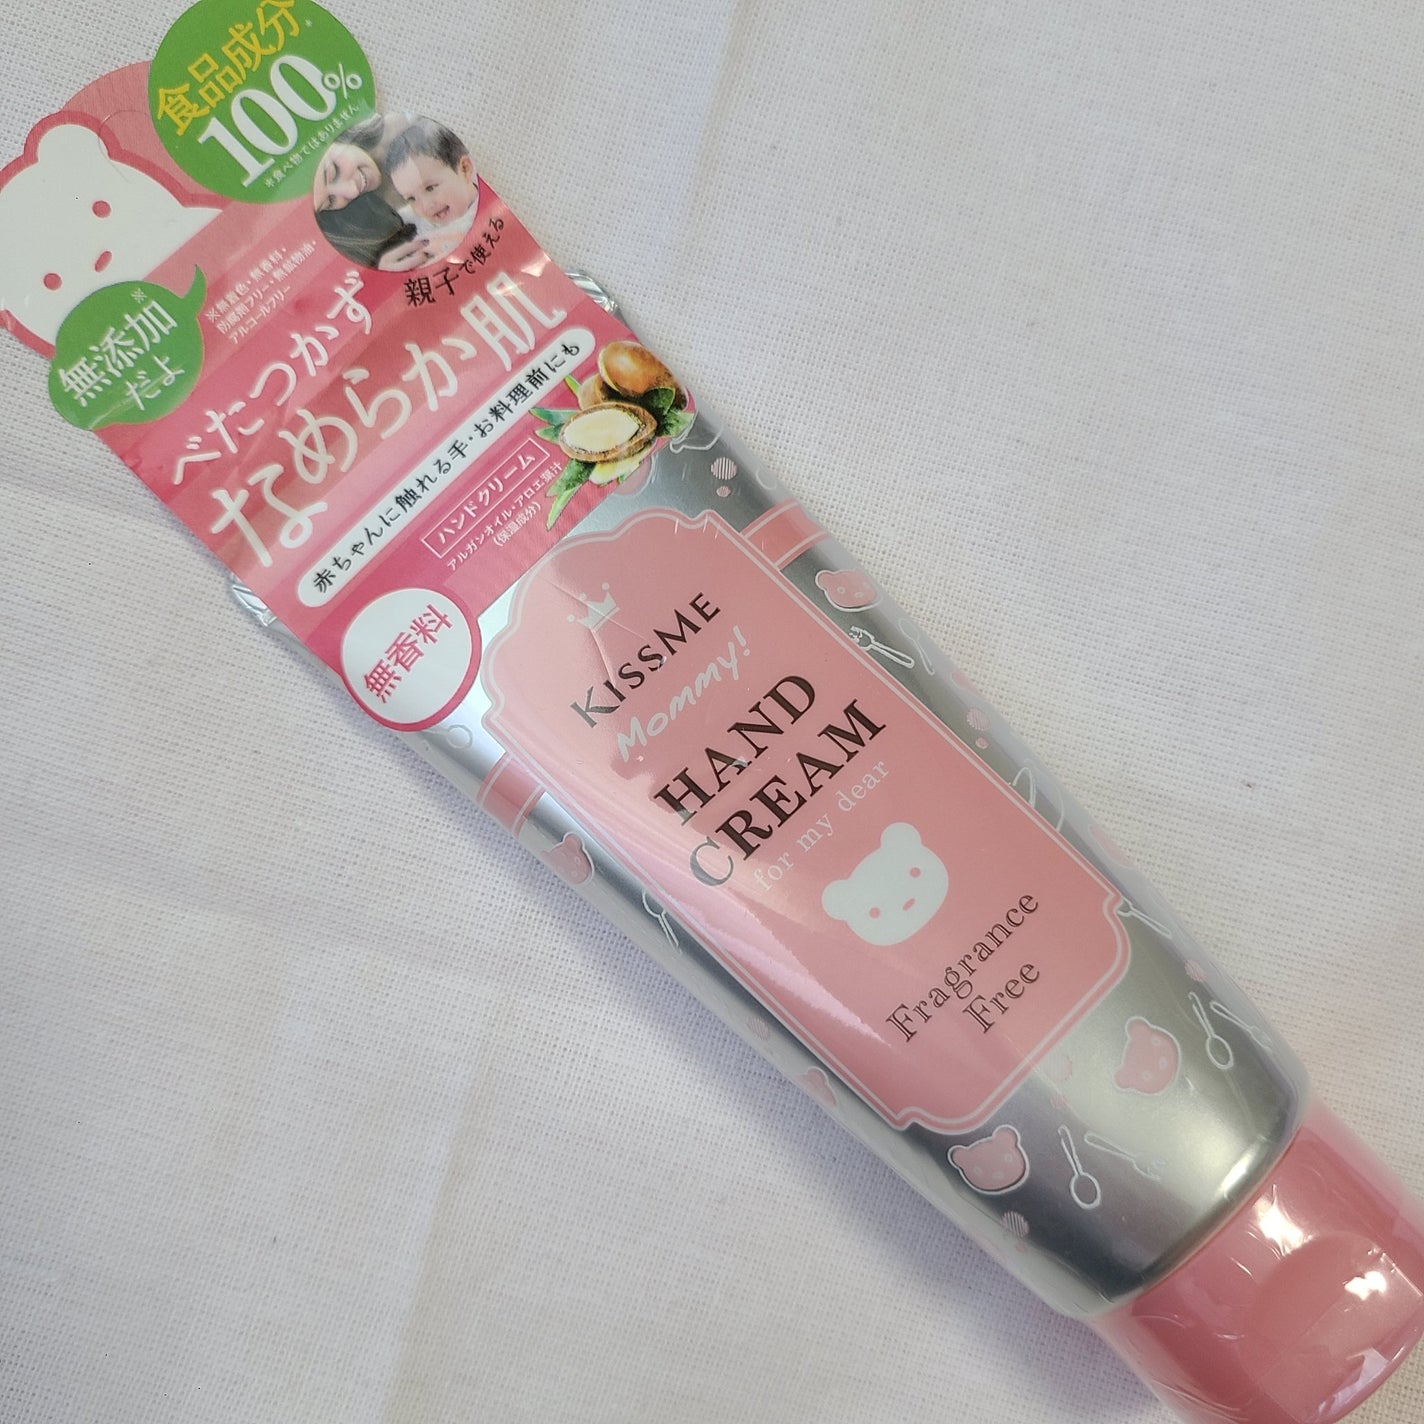 食品成分*
100%
*食べ物ではありません
親子で使える
※無着色・無香料・
防腐剤フリー・無鉱物油・
アルコールフリー
無添加※
だよ
べたつかず
なめらか肌
赤ちゃんに触れる手・お料理前にも
ハンドクリーム
アルガンオイル・アロエ葉汁
(保湿成分)
無香料
KISSME
Mommy!
HAND
CREAM
for my dear
Fragrance
Free